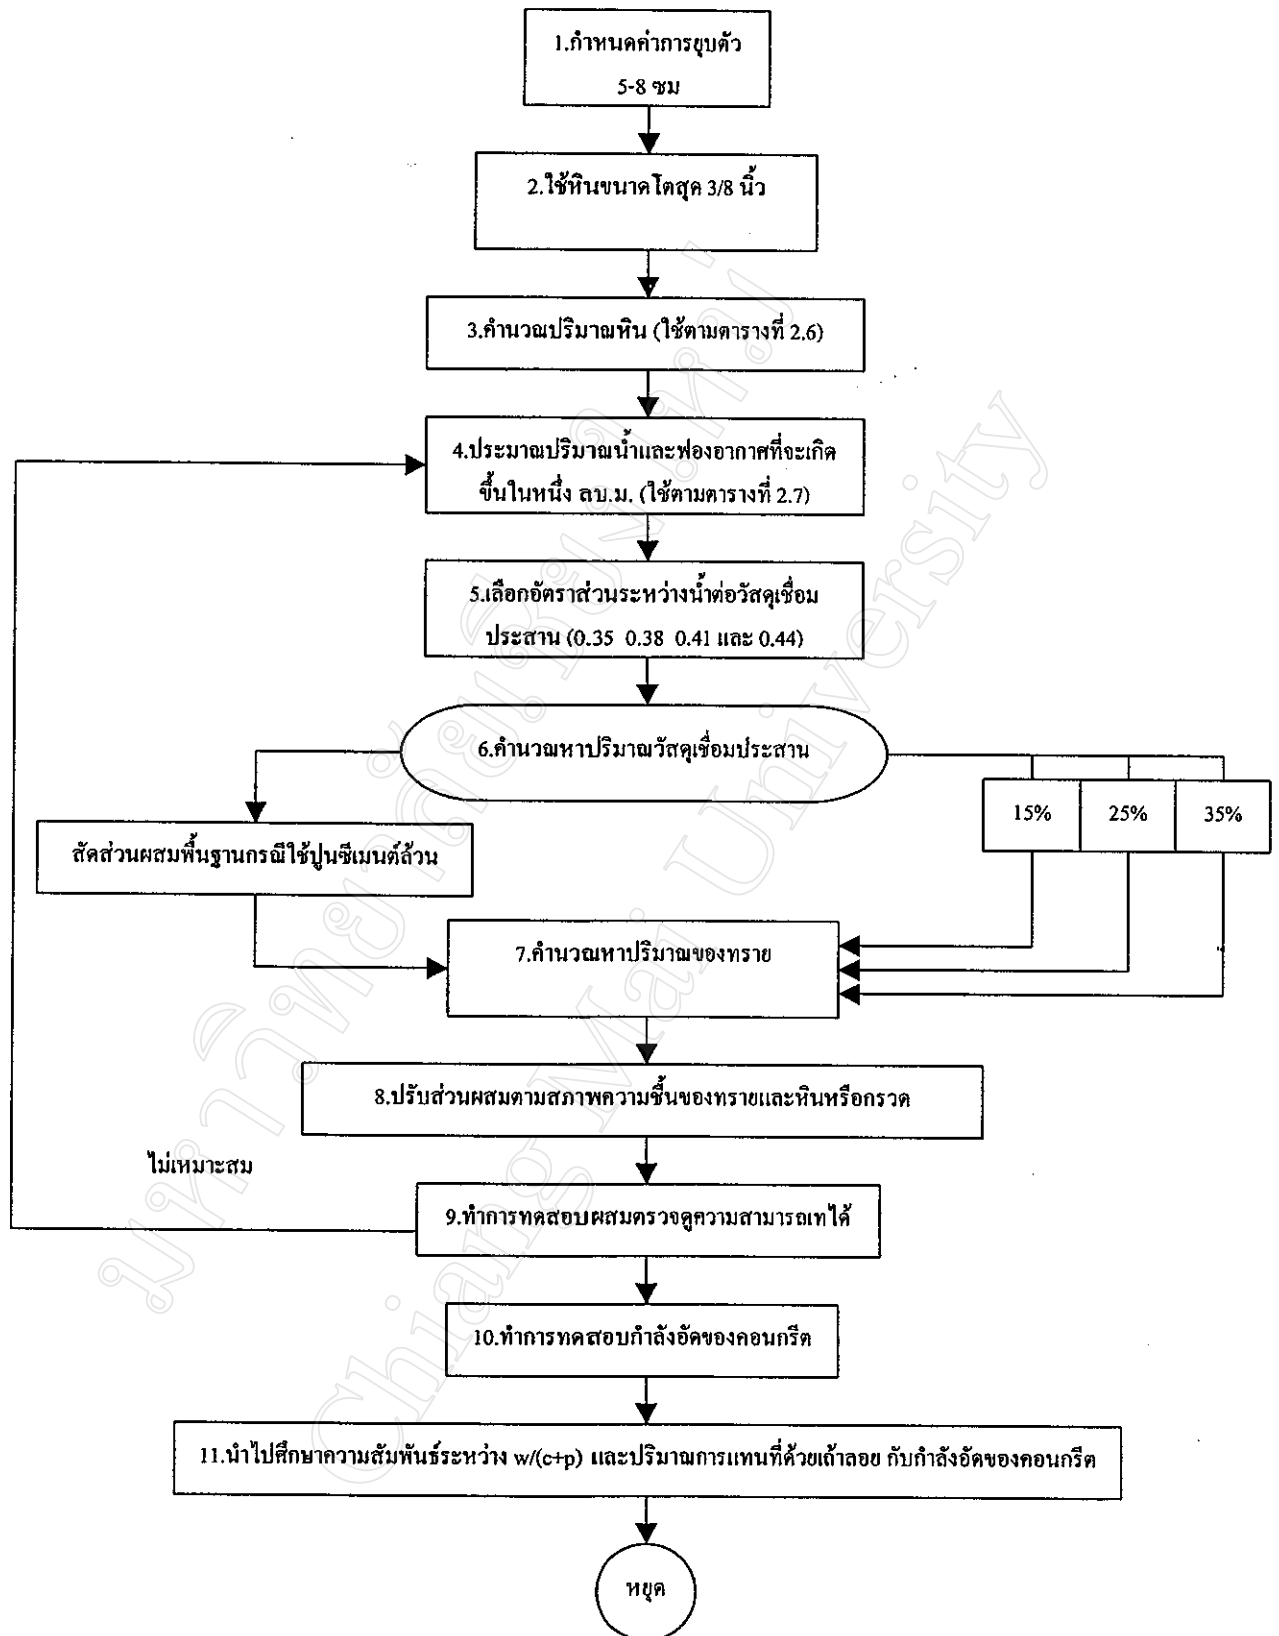 1.กำหนดค่าการยุบตัว
5-8 ซม
2.ใช้หินขนาดโตสุด 3/8 นิ้ว
3.คำนวณปริมาณหิน (ใช้ตามตารางที่ 2.6)
4.ประมาณปริมาณน้ำและฟองอากาศที่จะเกิด
ขึ้นในหนึ่ง ลบ.ม. (ใช้ตามตารางที่ 2.7)
5.เลือกอัตราส่วนระหว่างน้ำต่อวัสดุเชื่อม
ประสาน (0.35 0.38 0.41 และ 0.44)
6.คำนวณหาปริมาณวัสดุเชื่อมประสาน
15% 25% 35%
สัดส่วนผสมพื้นฐานกรณีใช้ปูนซีเมนต์ล้วน
7.คำนวณหาปริมาณของทราย
8.ปรับส่วนผสมตามสภาพความชื้นของทรายและหินหรือกรวด
ไม่เหมาะสม
9.ทำการทดสอบผสมตรวจดูความสามารถเทได้
10.ทำการทดสอบกำลังอัดของคอนกรีต
11.นำไปศึกษาความสัมพันธ์ระหว่าง w/(c+p) และปริมาณการแทนที่ด้วยเถ้าลอย กับกำลังอัดของคอนกรีต
หยุด
มหาวิทยาลัยเชียงใหม่
Chiang Mai University